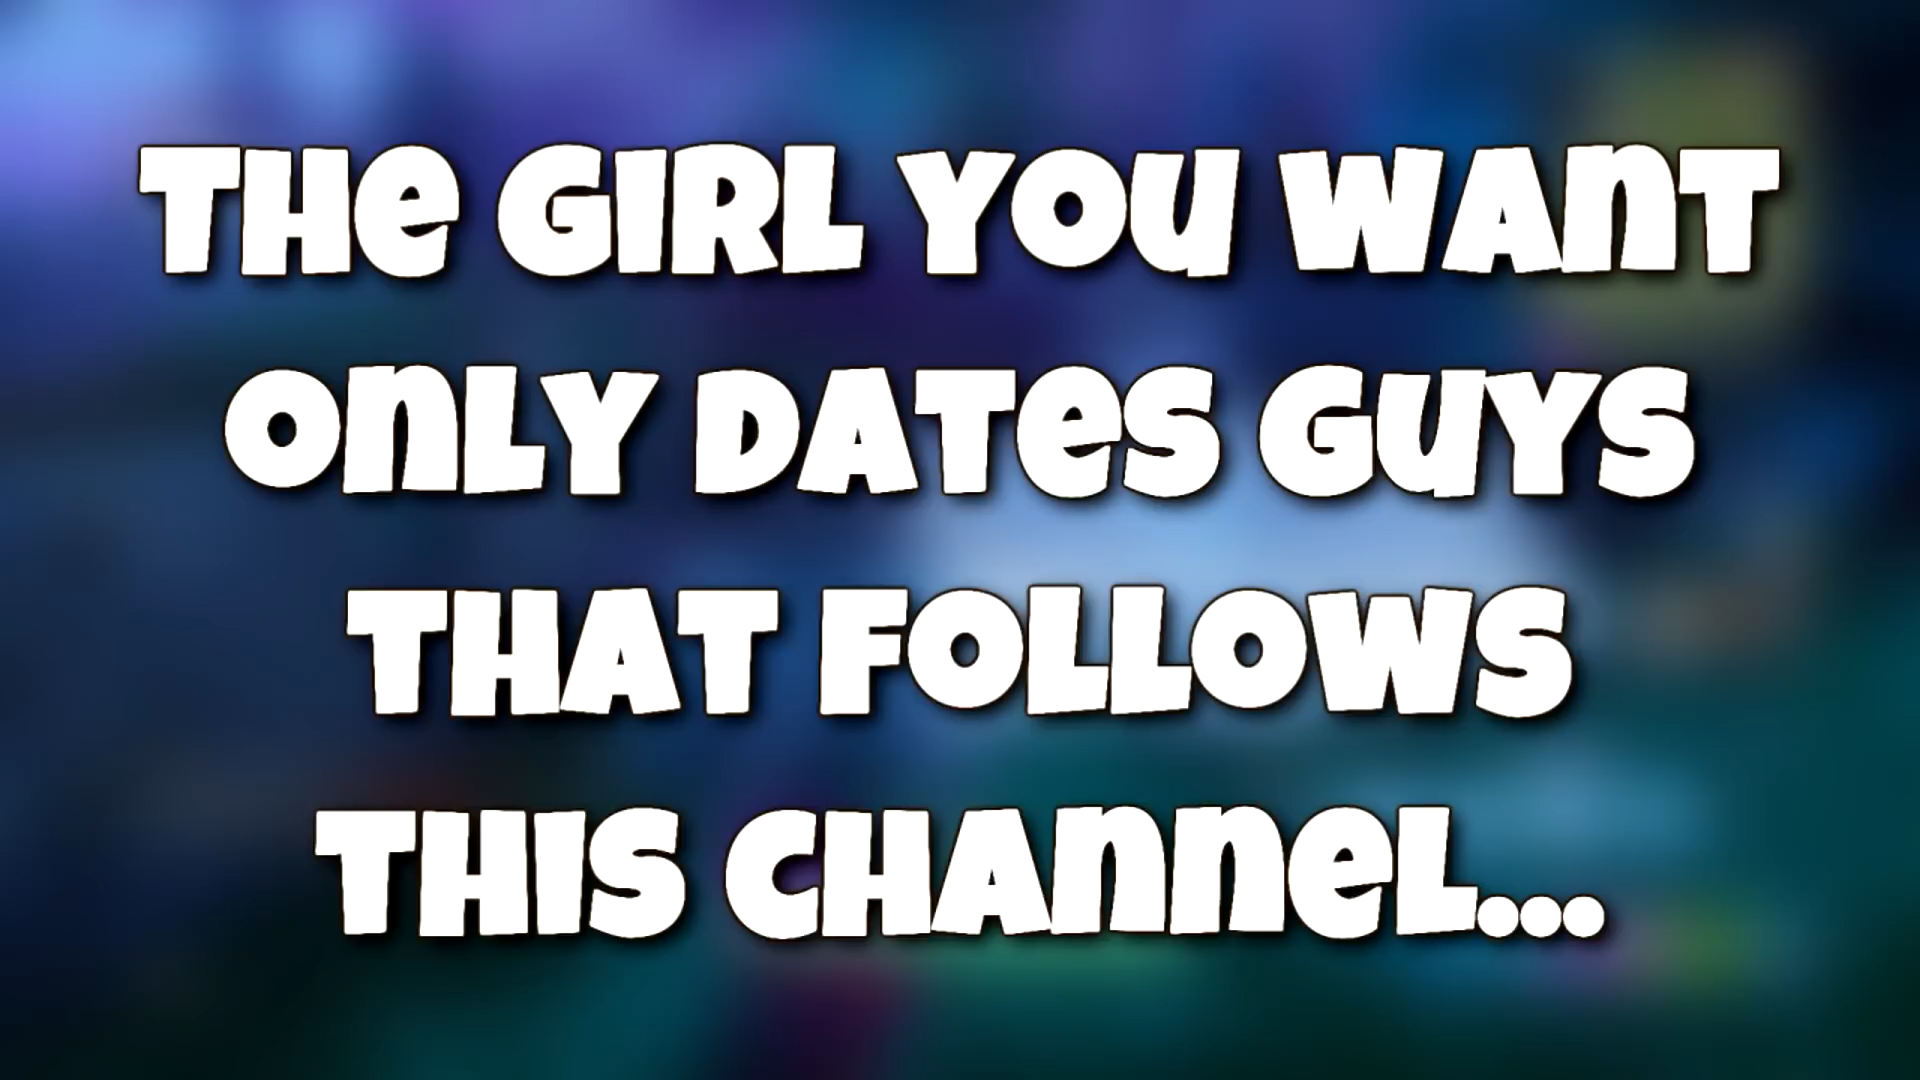 THE GIRL YOU WANT
ONLY DATES GUYS
THAT FOLLOWS
THIS CHANNEL...